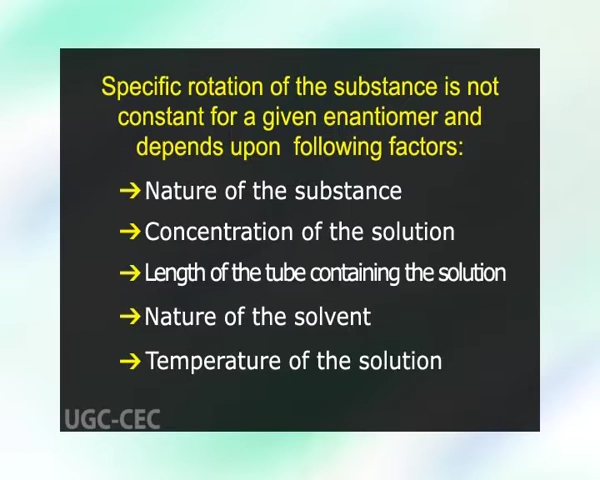 Specific rotation of the substance is not
constant for a given enantiomer and
depends upon following factors:
➔ Nature of the substance
➔ Concentration of the solution
➔ Length of the tube containing the solution
➔ Nature of the solvent
➔ Temperature of the solution
UGC-CEC